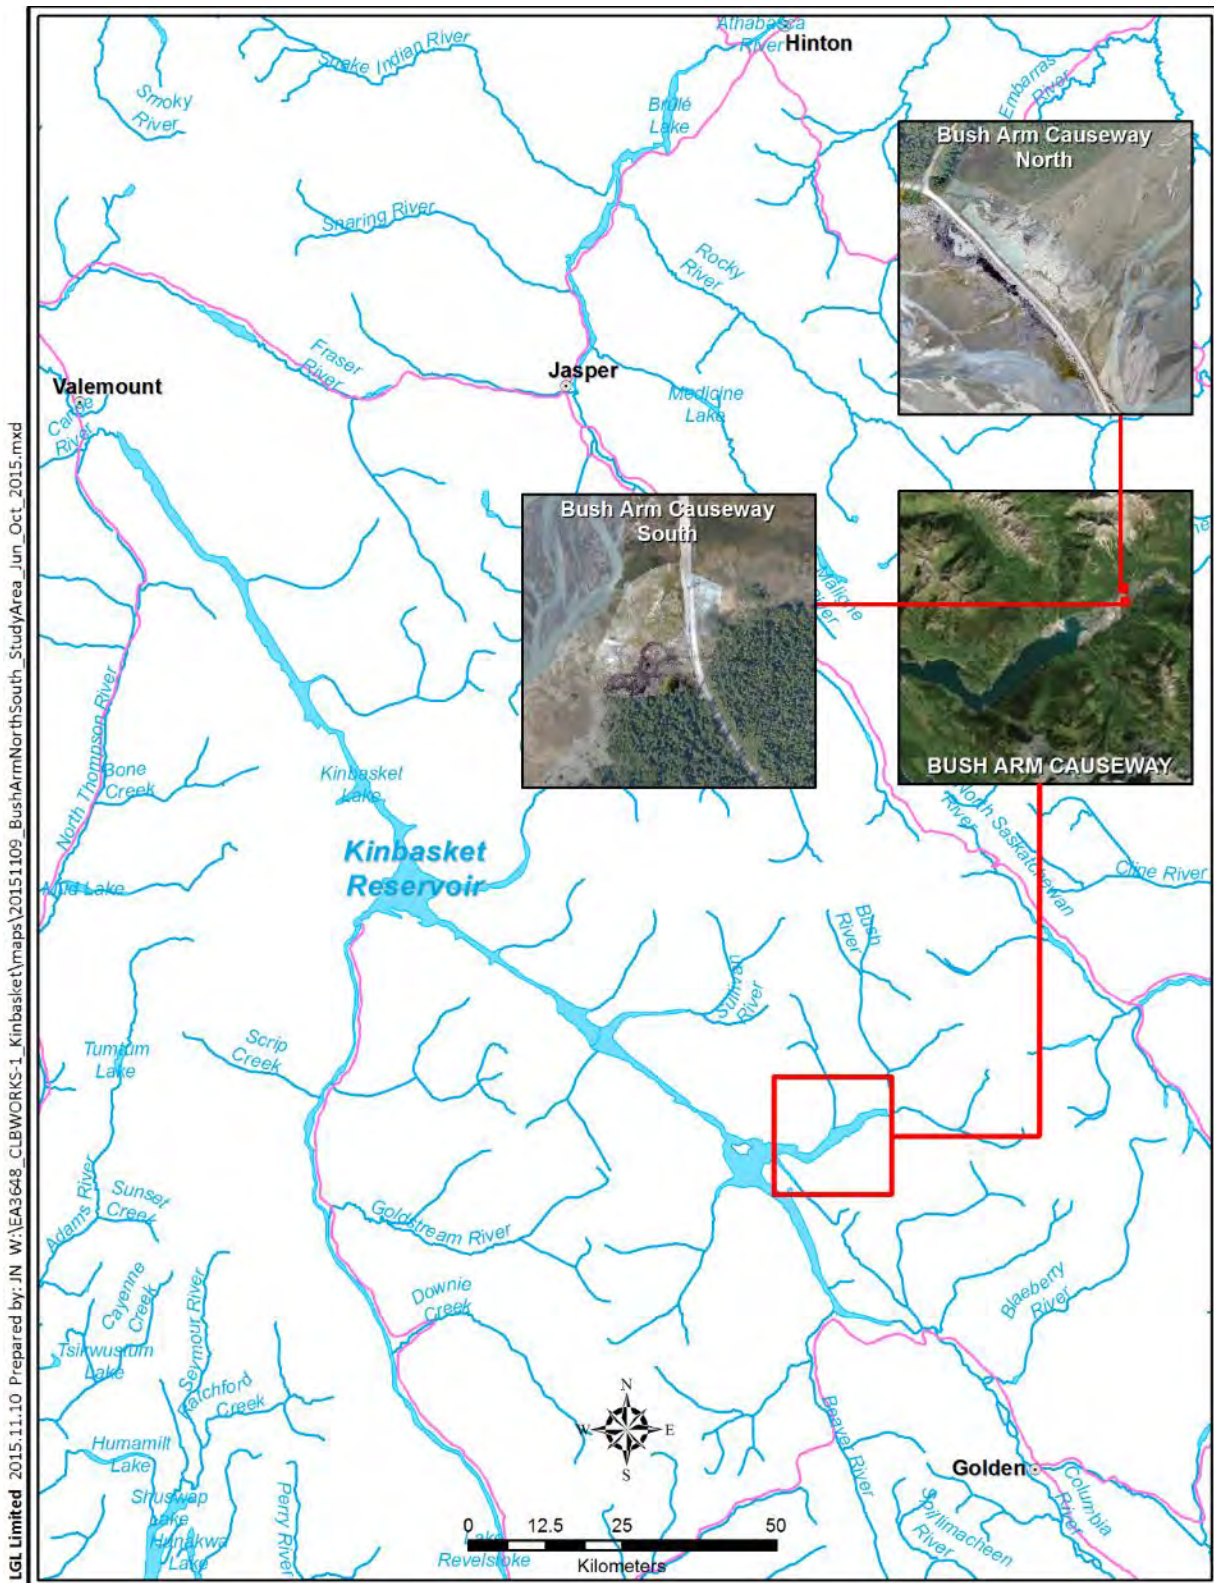 LGL Limited 2015.11.10 Prepared by: JN W:\EA3648_CLBWORKS-1_Kinbasket\maps\20151109_BushArmNorthSouth_StudyArea_Jun_Oct_2015.mxd
Athabasca
River
Hinton
Snake Indian River
Embarras
River
Smoky
River
Brûlé
Lake
Bush Arm Causeway
North
Snaring River
Rocky
River
Fraser
River
Jasper
Valemount
Medicine
Lake
Canoe
River
Bush Arm Causeway
South
Maligne
BUSH ARM CAUSEWAY
North Thompson River
Bone
Creek
Kinbasket
Lake
North Saskatchewan
River
Kinbasket
Reservoir
Cline River
Mud Lake
Bush
River
Sullivan
River
Scrip
Creek
Tumtum
Lake
Adams River
Sunset
Creek
Goldstream River
Cayenne
Creek
Seymour River
Downie
Creek
Blaeberry
River
Tsikwustum
Lake
Ratchford
Creek
N
W
E
S
Beaver River
Humamilt
Lake
Golden
Columbia
River
Shuswap
Lake
Hunakwa
Lake
Perry River
Spillimacheen
River
0 12.5 25 50
Kilometers
Lake
Revelstoke